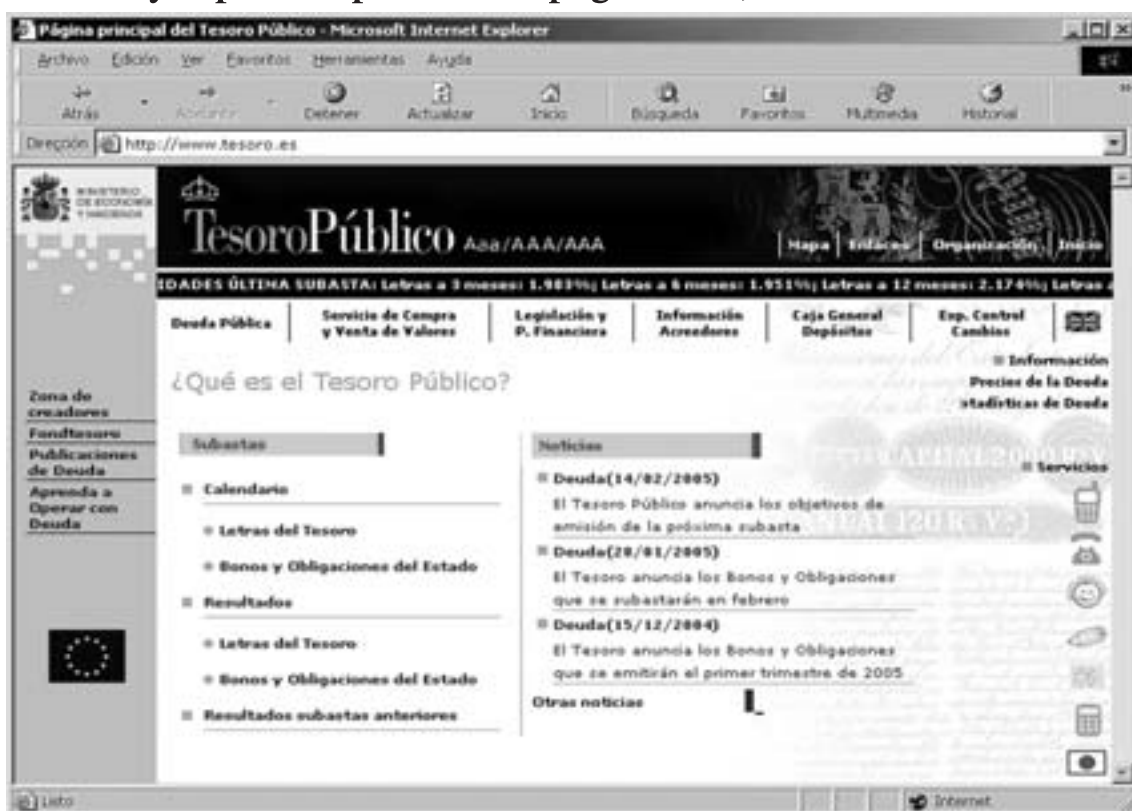 Página principal del Tesoro Público - Microsoft Internet Explorer
Archivo Edición Ver Favoritos Herramientas Ayuda
Atrás Adelante Detener Actualizar Inicio Búsqueda Favoritos Multimedia Historial
Dirección http://www.tesoro.es
MINISTERIO
DE ECONOMÍA
Y HACIENDA
TesoroPúblico Aaa/AAA/AAA
Mapa Enlaces Organización Inicio
IDADES ÚLTIMA SUBASTA: Letras a 3 meses: 1.983%; Letras a 6 meses: 1.951%; Letras a 12 meses: 2.174%; Letras
Deuda Pública
Servicio de Compra
y Venta de Valores
Legislación y
P. Financiera
Información
Acreedores
Caja General
Depósitos
Exp. Control
Cambios
Información
Precios de la Deuda
stadísticas de Deuda
Servicios
¿Qué es el Tesoro Público?
Zona de
creadores
Fondtesoro
Publicaciones
de Deuda
Aprenda a
Operar con
Deuda
Subastas
Calendario
Letras del Tesoro
Bonos y Obligaciones del Estado
Resultados
Letras del Tesoro
Bonos y Obligaciones del Estado
Resultados subastas anteriores
Noticias
Deuda(14/02/2005)
El Tesoro Público anuncia los objetivos de
emisión de la próxima subasta
Deuda(28/01/2005)
El Tesoro anuncia los Bonos y Obligaciones
que se subastarán en febrero
Deuda(15/12/2004)
El Tesoro anuncia los Bonos y Obligaciones
que se emitirán el primer trimestre de 2005
Otras noticias
Listo
Internet